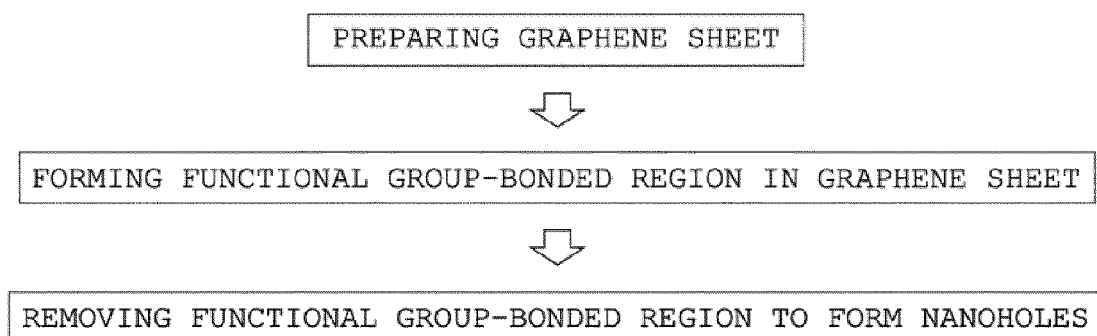 PREPARING GRAPHENE SHEET
FORMING FUNCTIONAL GROUP-BONDED REGION IN GRAPHENE SHEET
REMOVING FUNCTIONAL GROUP-BONDED REGION TO FORM NANOHOLES